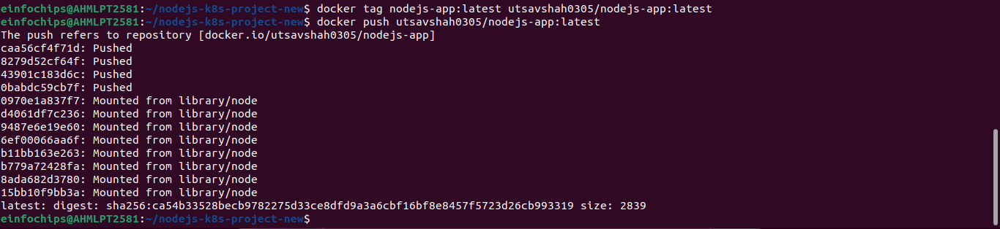 einfochips@AHMLPT2581:~/nodejs-k8s-project-new$ docker tag nodejs-app:latest utsavshah0305/nodejs-app:latest
einfochips@AHMLPT2581:~/nodejs-k8s-project-new$ docker push utsavshah0305/nodejs-app:latest
The push refers to repository [docker.io/utsavshah0305/nodejs-app]
caa56cf4f71d: Pushed
8279d52cf64f: Pushed
43901c183d6c: Pushed
0babdc59cb7f: Pushed
0970e1a837f7: Mounted from library/node
d4061df7c236: Mounted from library/node
9487e6e19e60: Mounted from library/node
6ef00066aa6f: Mounted from library/node
b11bb163e263: Mounted from library/node
b779a72428fa: Mounted from library/node
8ada682d3780: Mounted from library/node
15bb10f9bb3a: Mounted from library/node
latest: digest: sha256:ca54b33528becb9782275d33ce8dfd9a3a6cbf16bf8e8457f5723d26cb993319 size: 2839
einfochips@AHMLPT2581:~/nodejs-k8s-project-new$